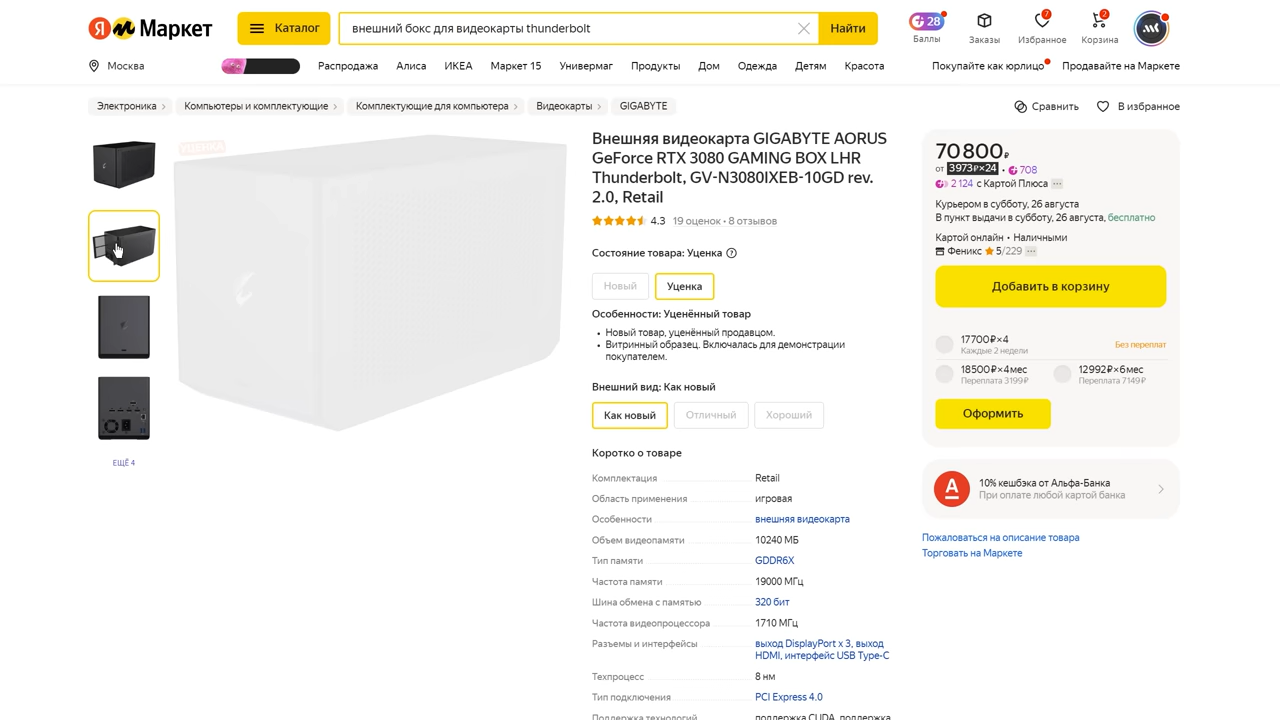 Я М Маркет
Каталог
внешний бокс для видеокарты thunderbolt
Найти
28
Баллы
Заказы
7
Избранное
2
Корзина
Москва
Распродажа
Алиса
ИКЕА
Маркет 15
Универмаг
Продукты
Дом
Одежда
Детям
Красота
Покупайте как юрлицо
Продавайте на Маркете
Электроника
Компьютеры и комплектующие
Комплектующие для компьютера
Видеокарты
GIGABYTE
Сравнить
В избранное
УЦЕНКА
ЕЩЁ 4
Внешняя видеокарта GIGABYTE AORUS
GeForce RTX 3080 GAMING BOX LHR
Thunderbolt, GV-N3080IXEB-10GD rev.
2.0, Retail
4.3 19 оценок • 8 отзывов
Состояние товара: Уценка
Новый
Уценка
Особенности: Уценённый товар
• Новый товар, уценённый продавцом.
• Витринный образец. Включалась для демонстрации
покупателем.
Внешний вид: Как новый
Как новый
Отличный
Хороший
Коротко о товаре
Комплектация Retail
Область применения игровая
Особенности внешняя видеокарта
Объем видеопамяти 10240 МБ
Тип памяти GDDR6X
Частота памяти 19000 МГц
Шина обмена с памятью 320 бит
Частота видеопроцессора 1710 МГц
Разъемы и интерфейсы выход DisplayPort x 3, выход
HDMI, интерфейс USB Type-C
Техпроцесс 8 нм
Тип подключения PCI Express 4.0
Поддержка технологий поддержка CUDA, поддержка
70 800 ₽
от 3973 ₽×24 • 708
2 124 с Картой Плюса
Курьером в субботу, 26 августа
В пункт выдачи в субботу, 26 августа, бесплатно
Картой онлайн • Наличными
Феникс 5/229
Добавить в корзину
17700₽×4
Каждые 2 недели
Без переплат
18500₽×4мес
Переплата 3199₽
12992₽×6мес
Переплата 7149₽
Оформить
А
10% кешбэка от Альфа-Банка
При оплате любой картой банка
Пожаловаться на описание товара
Торговать на Маркете